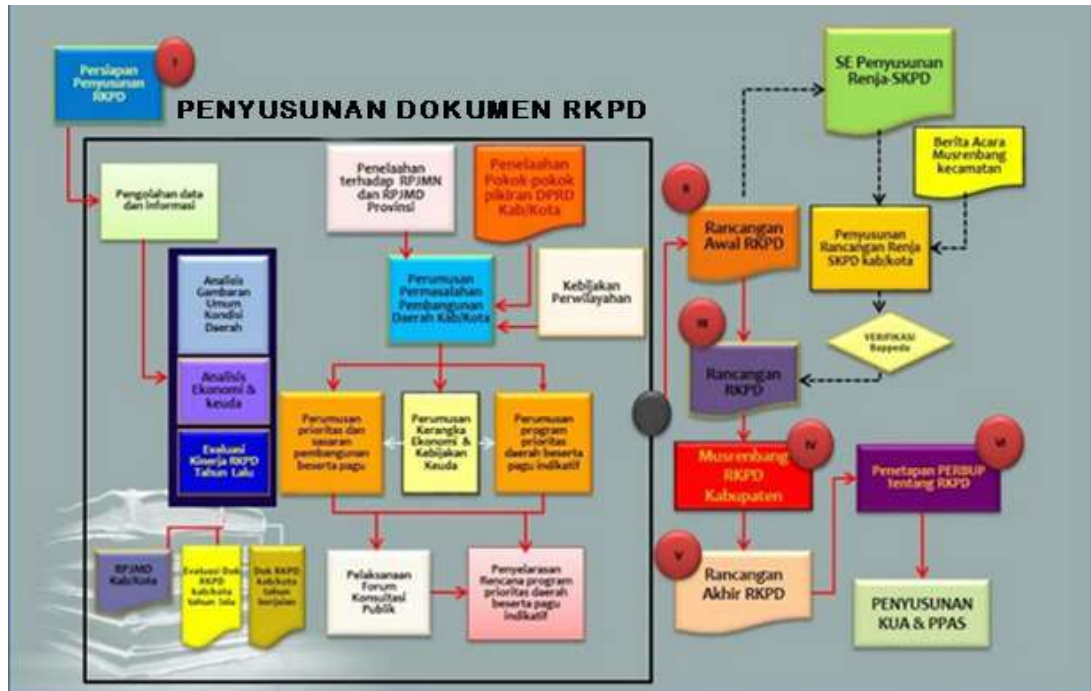 Persiapan
Penyusunan
RKPD
I
PENYUSUNAN DOKUMEN RKPD
Pengolahan data
dan informasi
Analisis
Gambaran
Umum
Kondisi
Daerah
Analisis
Ekonomi &
keuda
Evaluasi
Kinerja RKPD
Tahun Lalu
RPJMD
Kab/Kota
Evaluasi Dok
RKPD
kab/kota
tahun lalu
Dok RKPD
kab/kota
tahun
berjalan
Penelaahan
terhadap RPJMN
dan RPJMD
Provinsi
Penelaahan
Pokok-pokok
pikiran DPRD
Kab/Kota
Perumusan
Permasalahan
Pembangunan
Daerah Kab/Kota
Kebijakan
Perwilayahan
Perumusan
prioritas dan
sasaran
pembangunan
beserta pagu
Perumusan
Kerangka
Ekonomi &
Kebijakan
Keuda
Perumusan
program
prioritas
daerah beserta
pagu indikatif
Pelaksanaan
Forum
Konsultasi
Publik
Penyelarasan
Rencana program
prioritas daerah
beserta pagu
indikatif
II
Rancangan
Awal RKPD
SE Penyusunan
Renja-SKPD
Berita Acara
Musrenbang
kecamatan
Penyusunan
Rancangan Renja
SKPD kab/kota
VERIFIKASI
Bappeda
III
Rancangan
RKPD
IV
Musrenbang
RKPD
Kabupaten
V
Rancangan
Akhir RKPD
VI
Penetapan PERBUP
tentang RKPD
PENYUSUNAN
KUA & PPAS